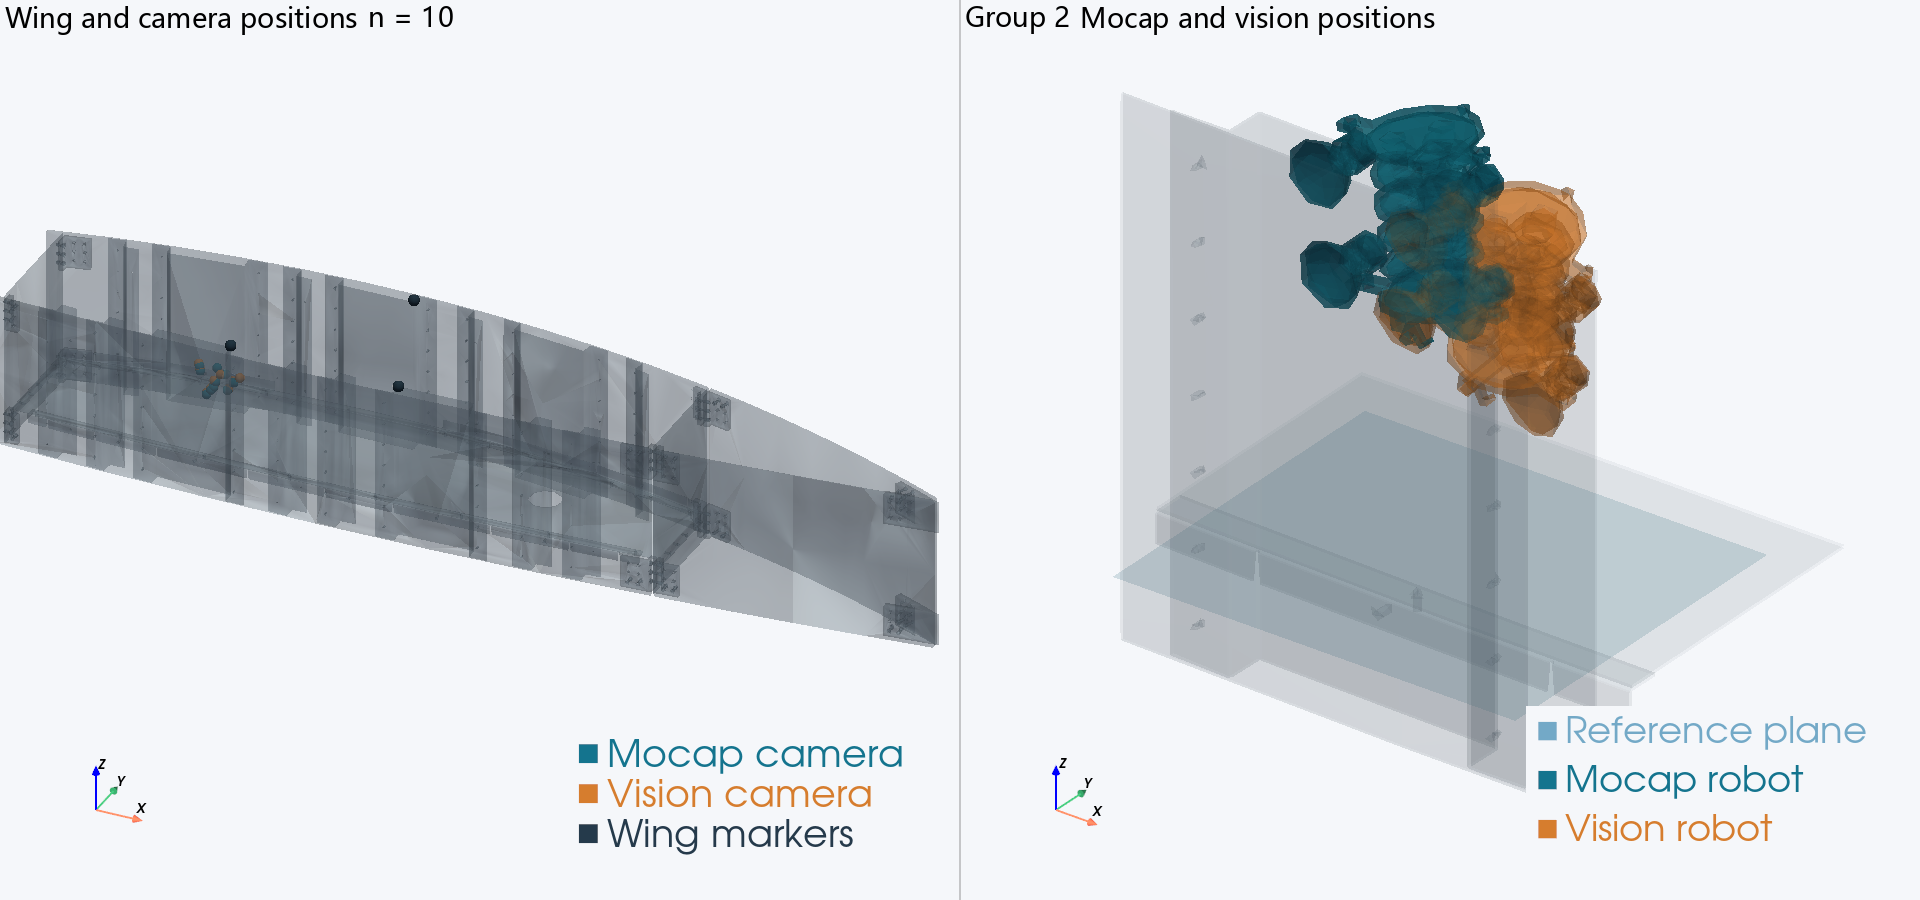 Wing and camera positions n = 10
Z
Y
X
Mocap camera
Vision camera
Wing markers
Group 2 Mocap and vision positions
Z
Y
X
Reference plane
Mocap robot
Vision robot